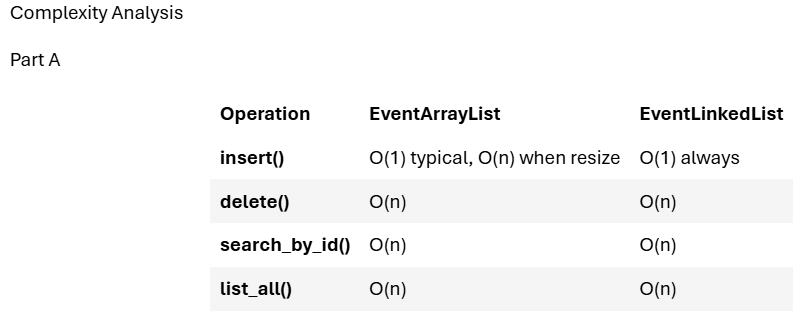 Complexity Analysis
Part A
Operation EventArrayList EventLinkedList
insert() O(1) typical, O(n) when resize O(1) always
delete() O(n) O(n)
search_by_id() O(n) O(n)
list_all() O(n) O(n)